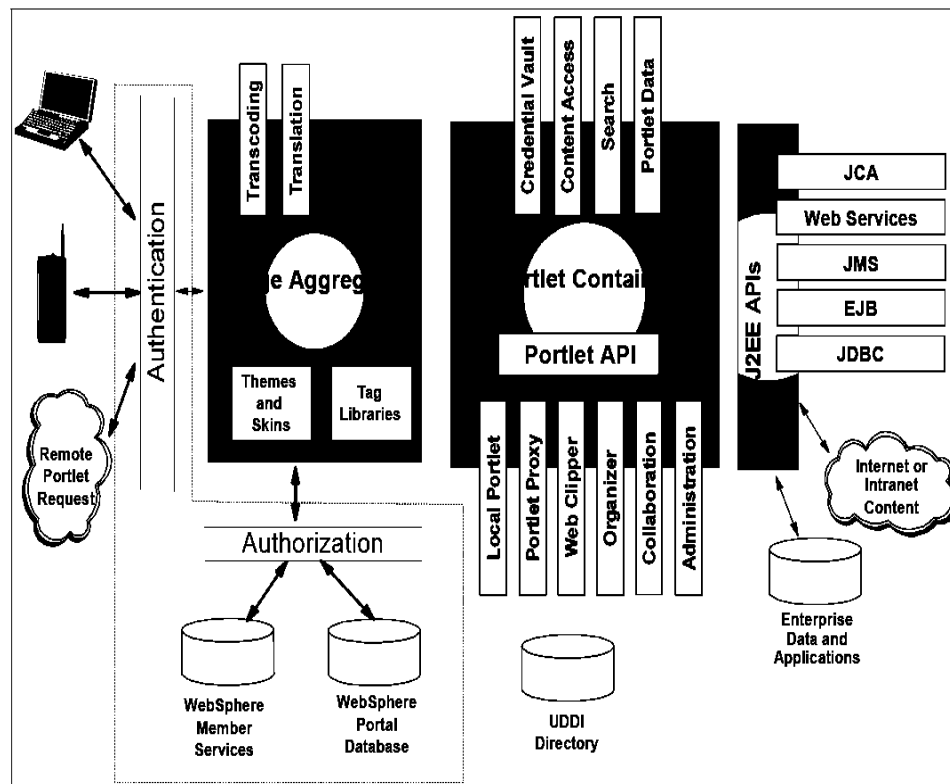 Transcoding
Translation
Credential Vault
Content Access
Search
Portlet Data
JCA
Web Services
JMS
EJB
JDBC
J2EE APIs
Authentication
e Aggreg
rtlet Contain
Portlet API
Themes
and
Skins
Tag
Libraries
Remote
Portlet
Request
Local Portlet
Portlet Proxy
Web Clipper
Organizer
Collaboration
Administration
Internet or
Intranet
Content
Authorization
Enterprise
Data and
Applications
WebSphere
Member
Services
WebSphere
Portal
Database
UDDI
Directory